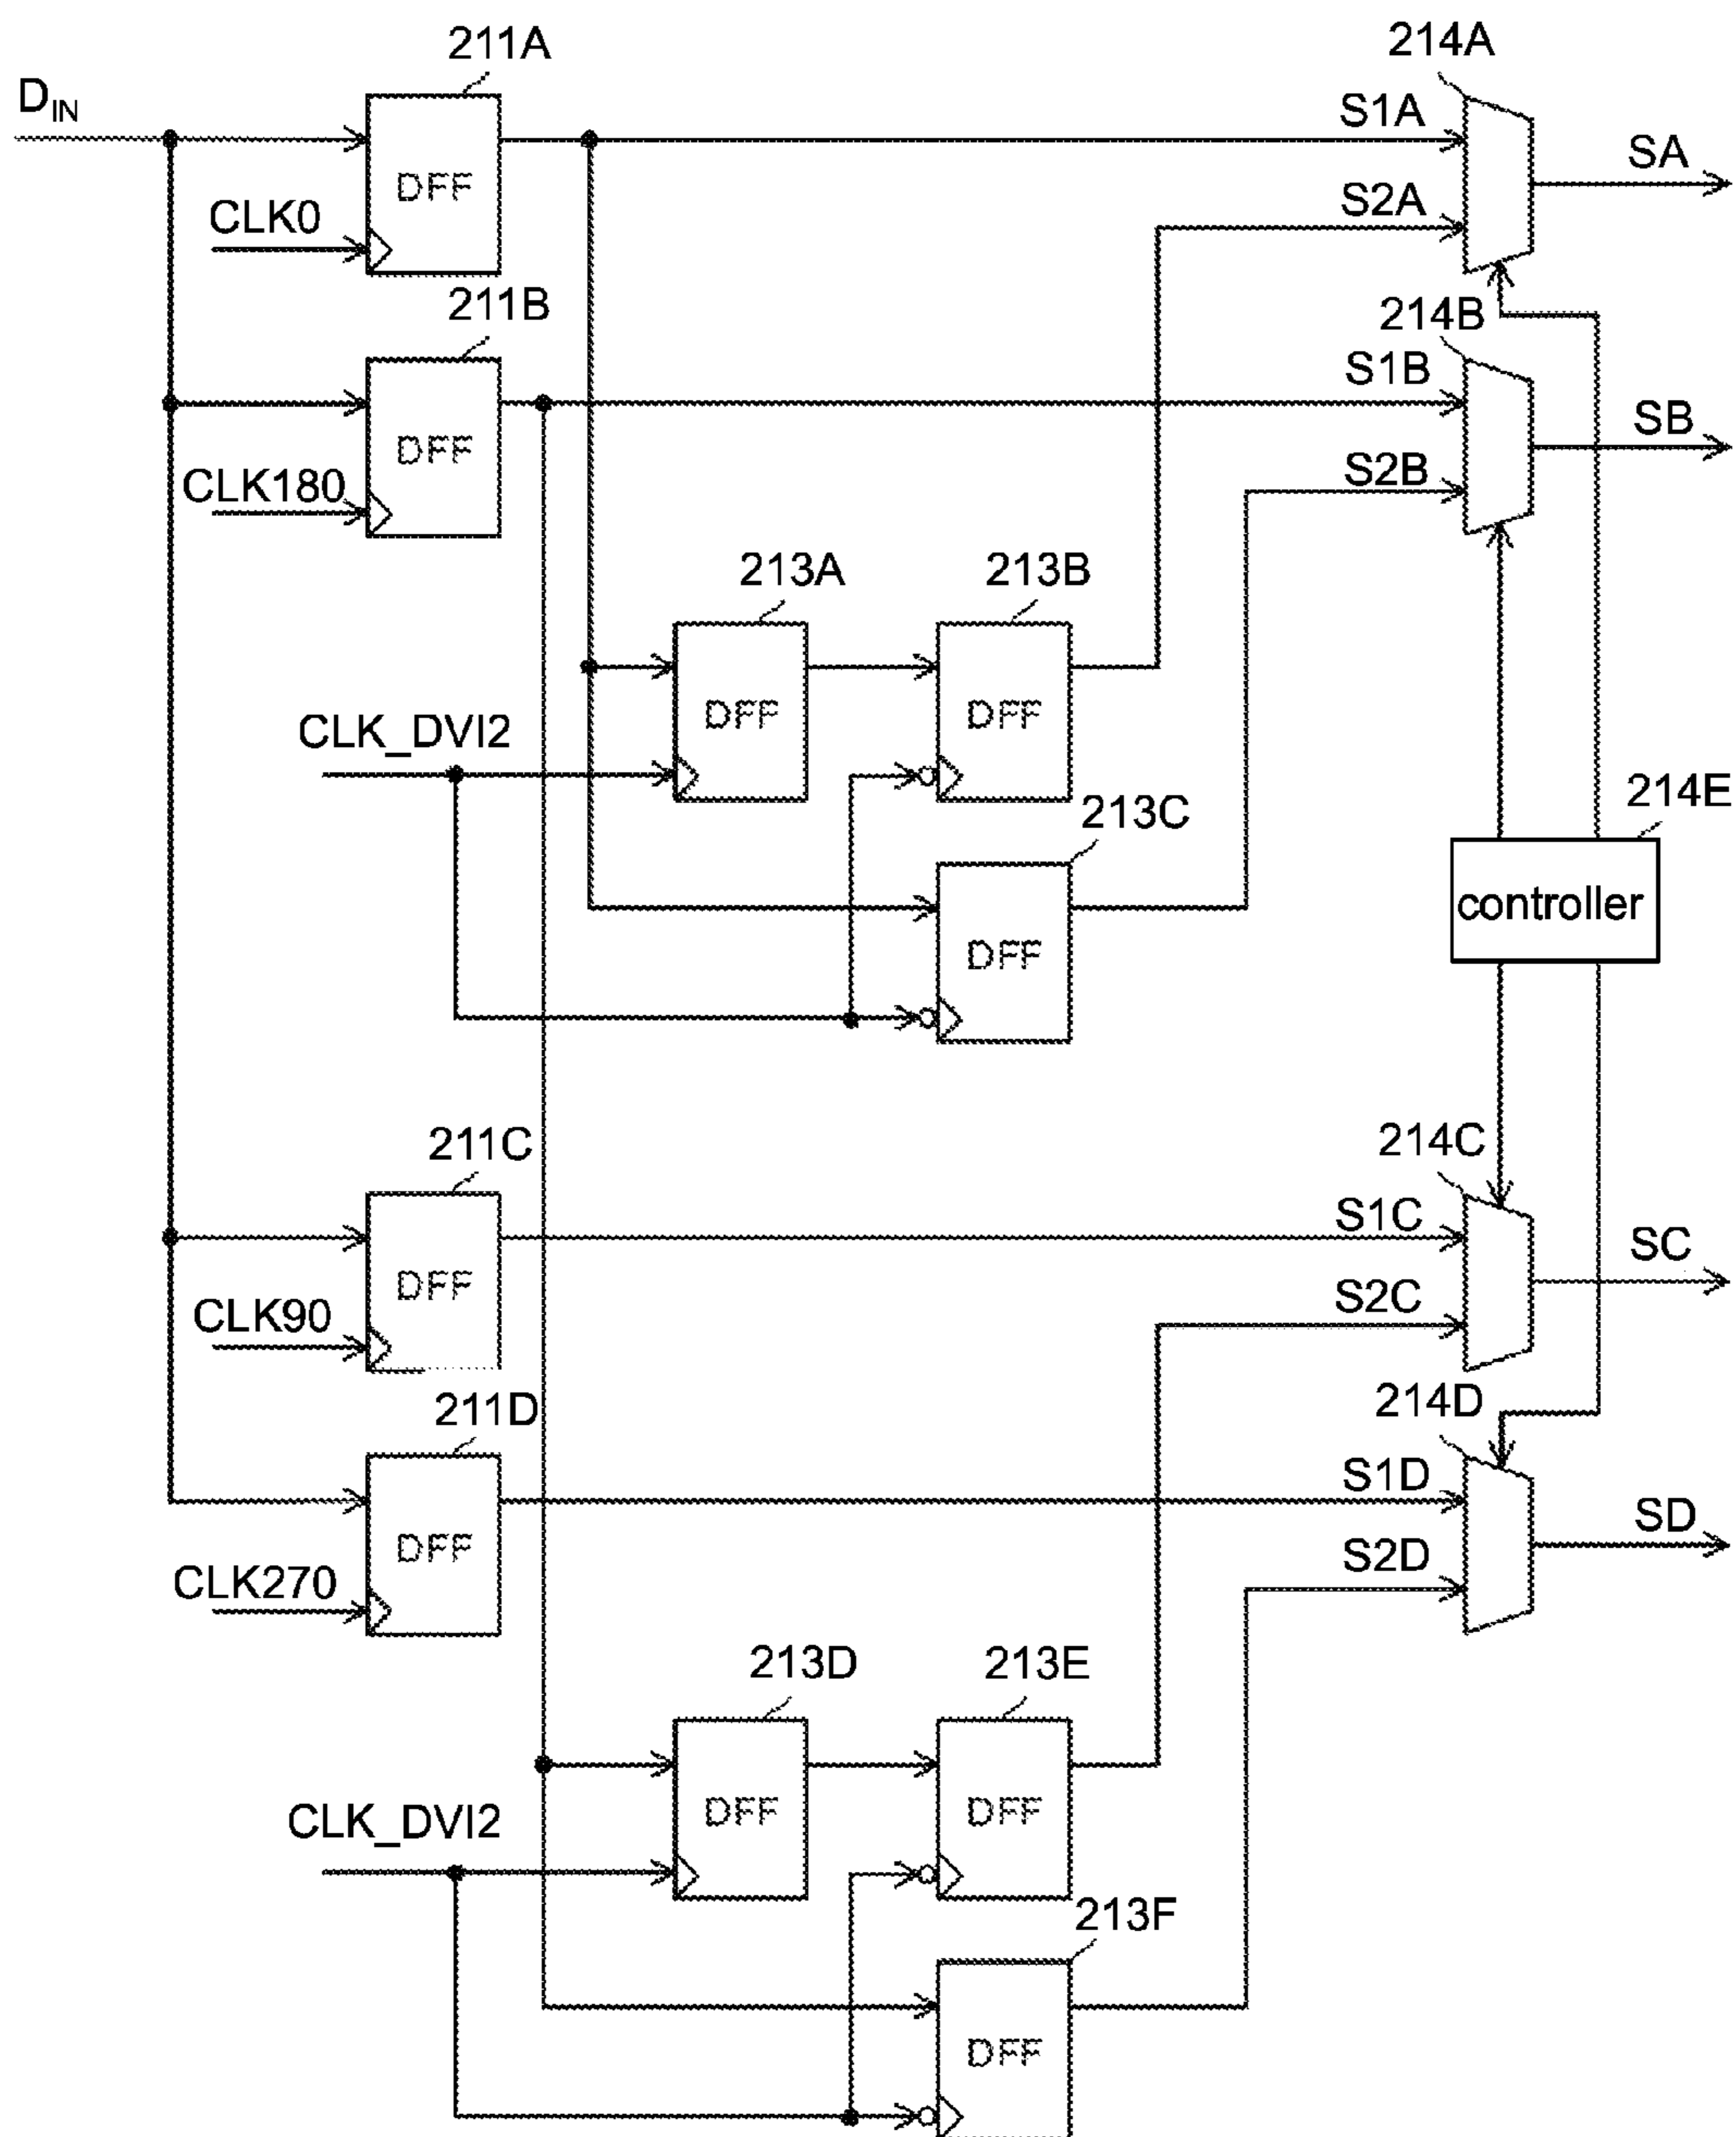 211A
214A
D_IN
S1A
DFF
SA
S2A
CLK0
211B
214B
S1B
DFF
SB
S2B
CLK180
213A
213B
DFF
DFF
CLK_DVI2
213C
214E
controller
DFF
211C
214C
S1C
DFF
SC
S2C
CLK90
211D
214D
S1D
SD
DFF
S2D
CLK270
213D
213E
DFF
DFF
CLK_DVI2
213F
DFF